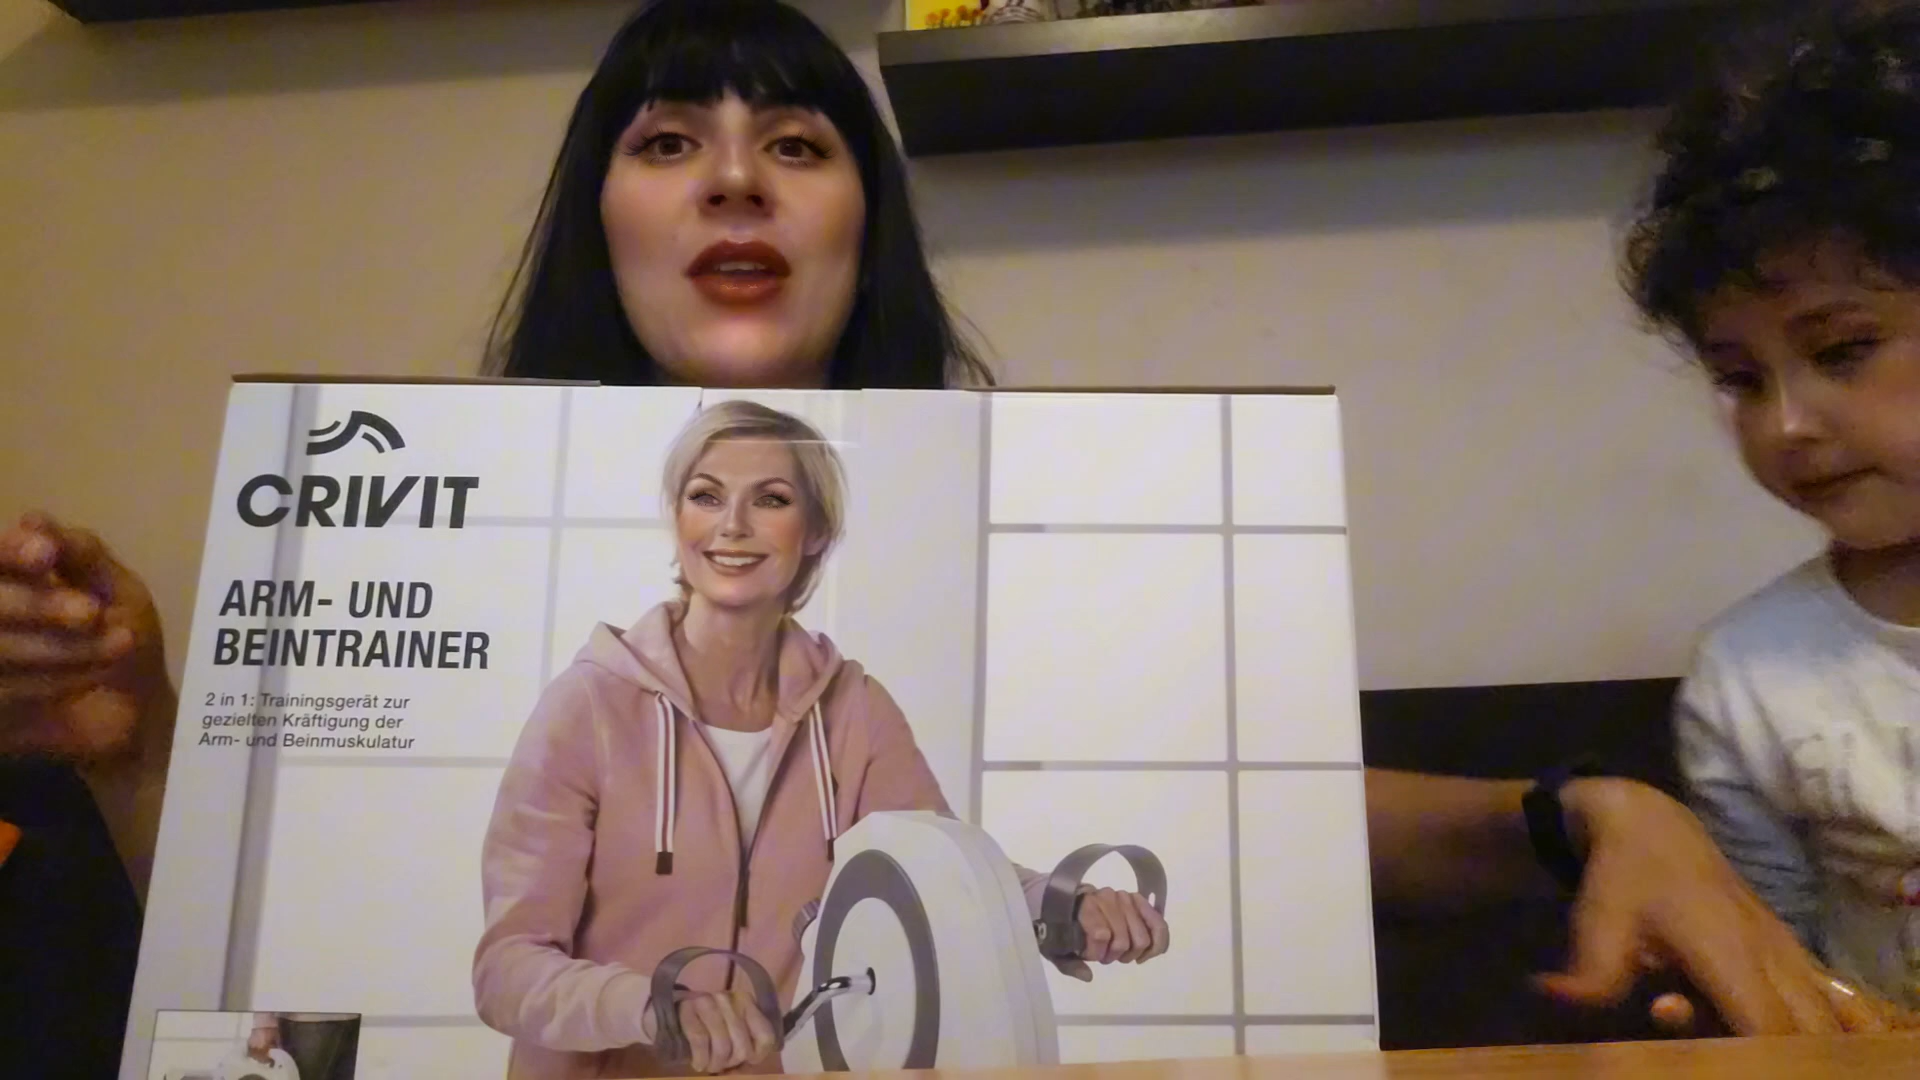 CRIVIT
ARM- UND
BEINTRAINER
2 in 1: Trainingsgerät zur
gezielten Kräftigung der
Arm- und Beinmuskulatur